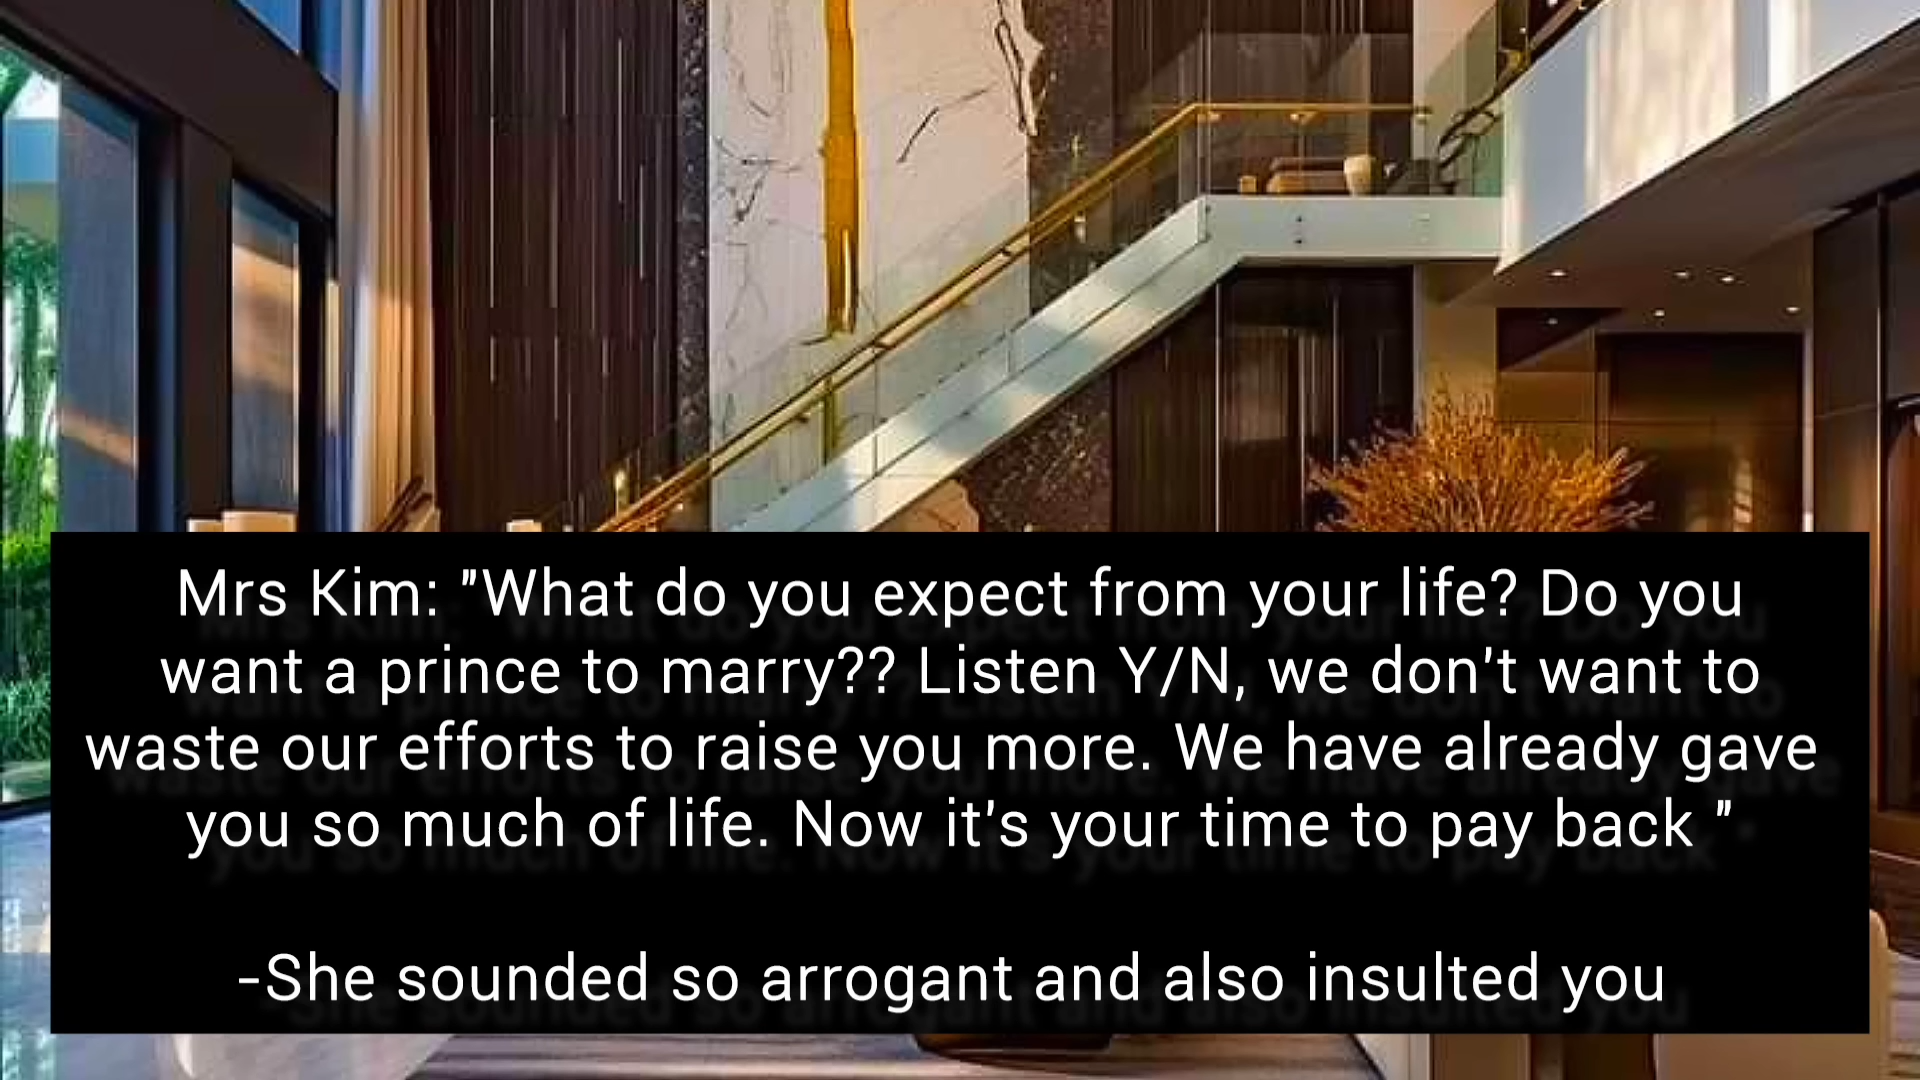 Mrs Kim: "What do you expect from your life? Do you
want a prince to marry?? Listen Y/N, we don't want to
waste our efforts to raise you more. We have already gave
you so much of life. Now it's your time to pay back "
-She sounded so arrogant and also insulted you